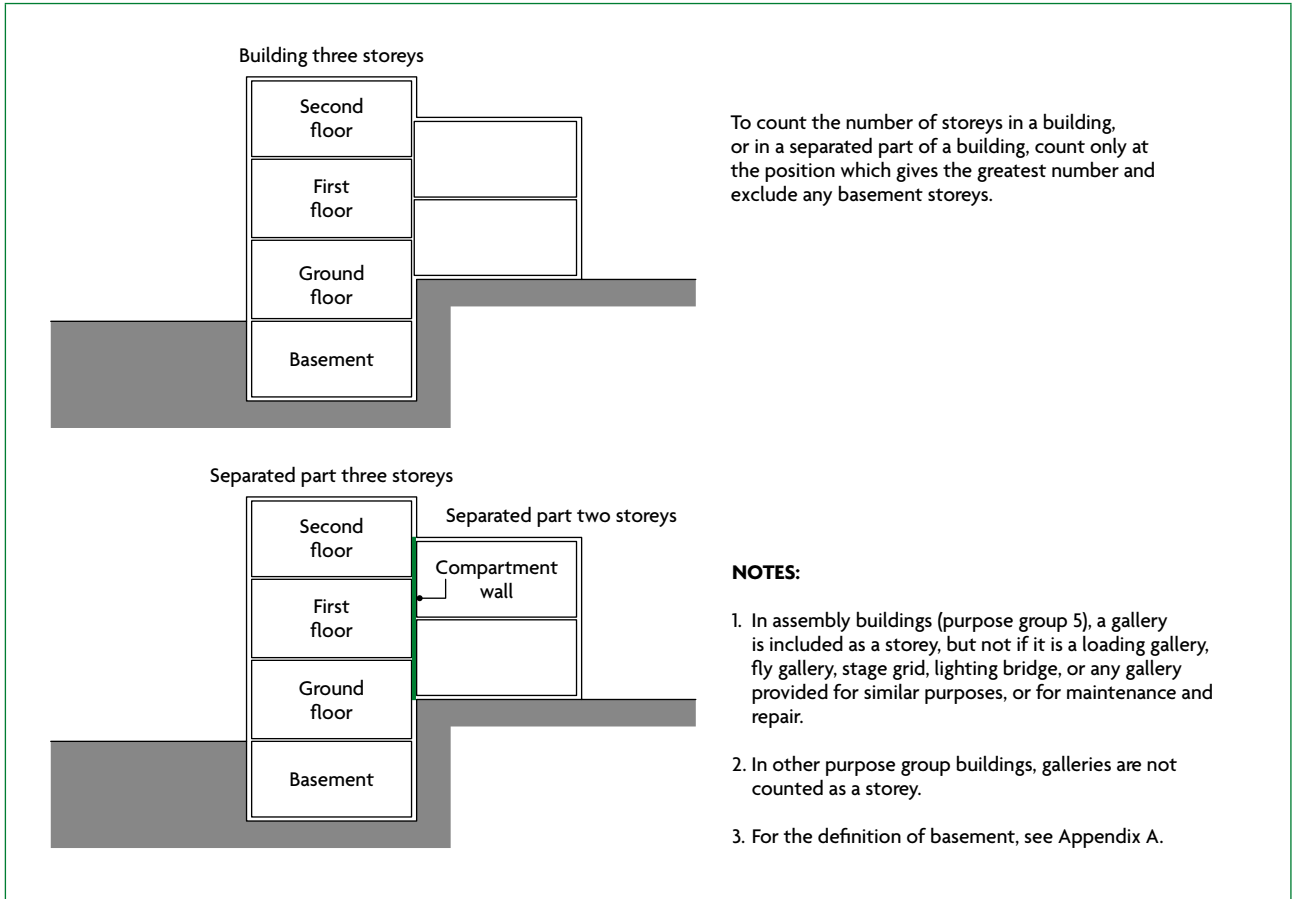 Building three storeys
Second
floor
First
floor
Ground
floor
Basement
To count the number of storeys in a building,
or in a separated part of a building, count only at
the position which gives the greatest number and
exclude any basement storeys.
Separated part three storeys
Separated part two storeys
Second
floor
Compartment
wall
First
floor
Ground
floor
Basement
NOTES:
1. In assembly buildings (purpose group 5), a gallery
is included as a storey, but not if it is a loading gallery,
fly gallery, stage grid, lighting bridge, or any gallery
provided for similar purposes, or for maintenance and
repair.
2. In other purpose group buildings, galleries are not
counted as a storey.
3. For the definition of basement, see Appendix A.